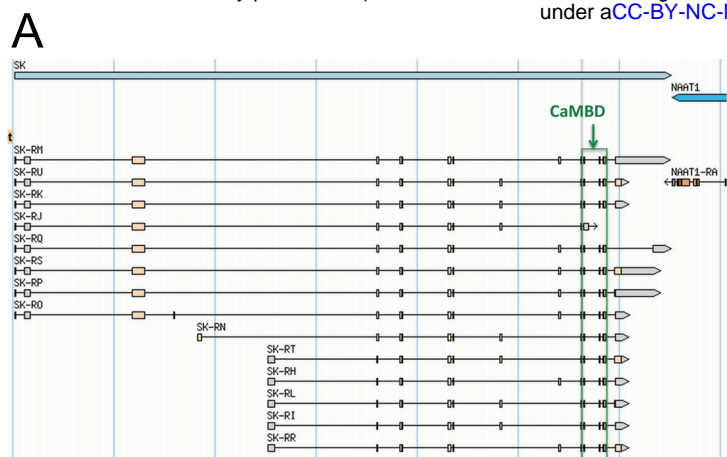 under aCC-BY-NC-
A
SK
NAAT1
CaMBD
t
SK-RM
SK-RU
NAAT1-RA
SK-RK
SK-RJ
SK-RQ
SK-RS
SK-RP
SK-RO
SK-RN
SK-RT
SK-RH
SK-RL
SK-RI
SK-RR